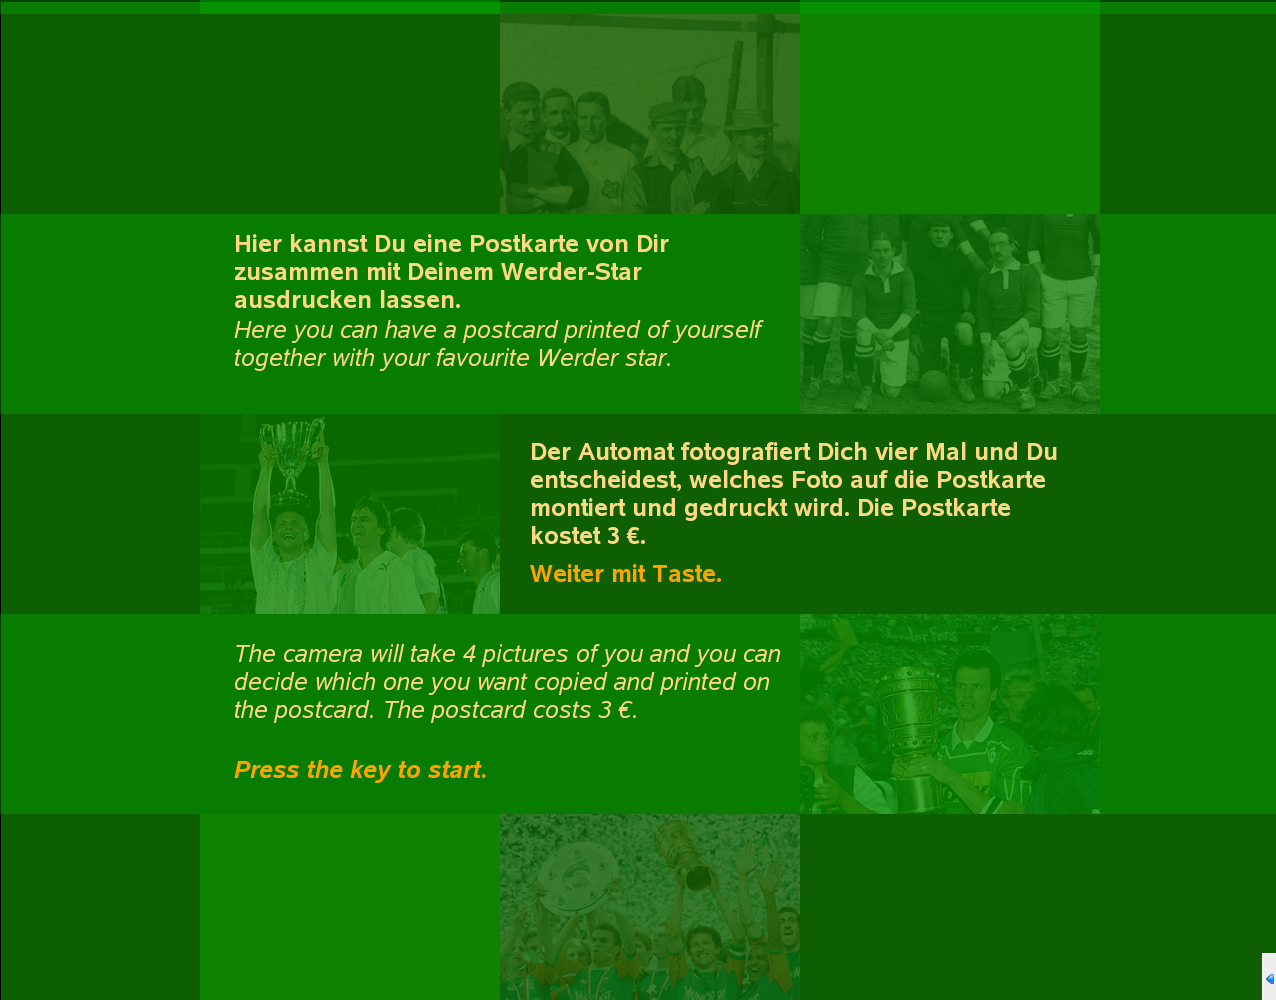 Hier kannst Du eine Postkarte von Dir
zusammen mit Deinem Werder-Star
ausdrucken lassen.
Here you can have a postcard printed of yourself
together with your favourite Werder star.
Der Automat fotografiert Dich vier Mal und Du
entscheidest, welches Foto auf die Postkarte
montiert und gedruckt wird. Die Postkarte
kostet 3 €.
Weiter mit Taste.
The camera will take 4 pictures of you and you can
decide which one you want copied and printed on
the postcard. The postcard costs 3 €.
Press the key to start.